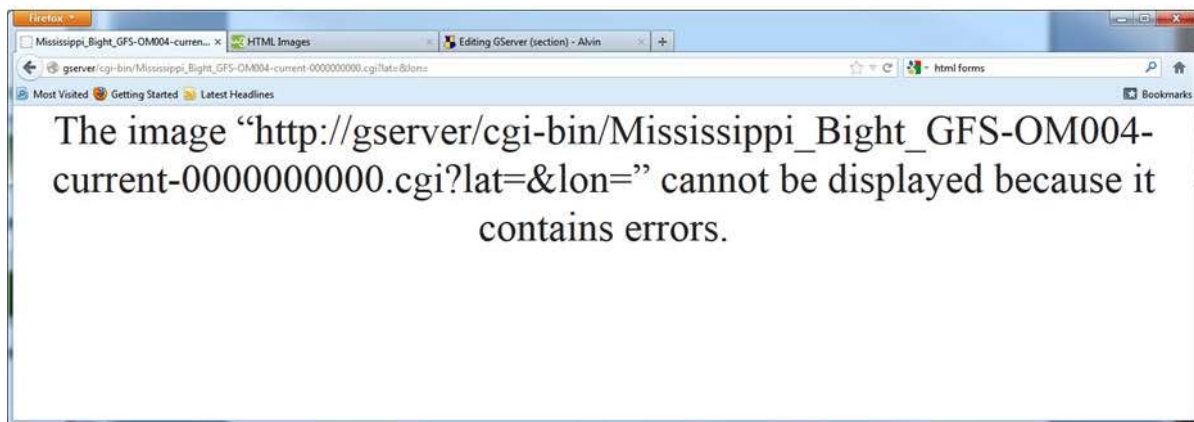 Firefox
Mississippi_Bight_GFS-OM004-curren... × HTML Images × Editing GServer (section) - Alvin × +
gserver/cgi-bin/Mississippi_Bight_GFS-OM004-current-0000000000.cgi?lat=&lon= html forms
Most Visited Getting Started Latest Headlines Bookmarks
The image “http://gserver/cgi-bin/Mississippi_Bight_GFS-OM004-
current-0000000000.cgi?lat=&lon=” cannot be displayed because it
contains errors.